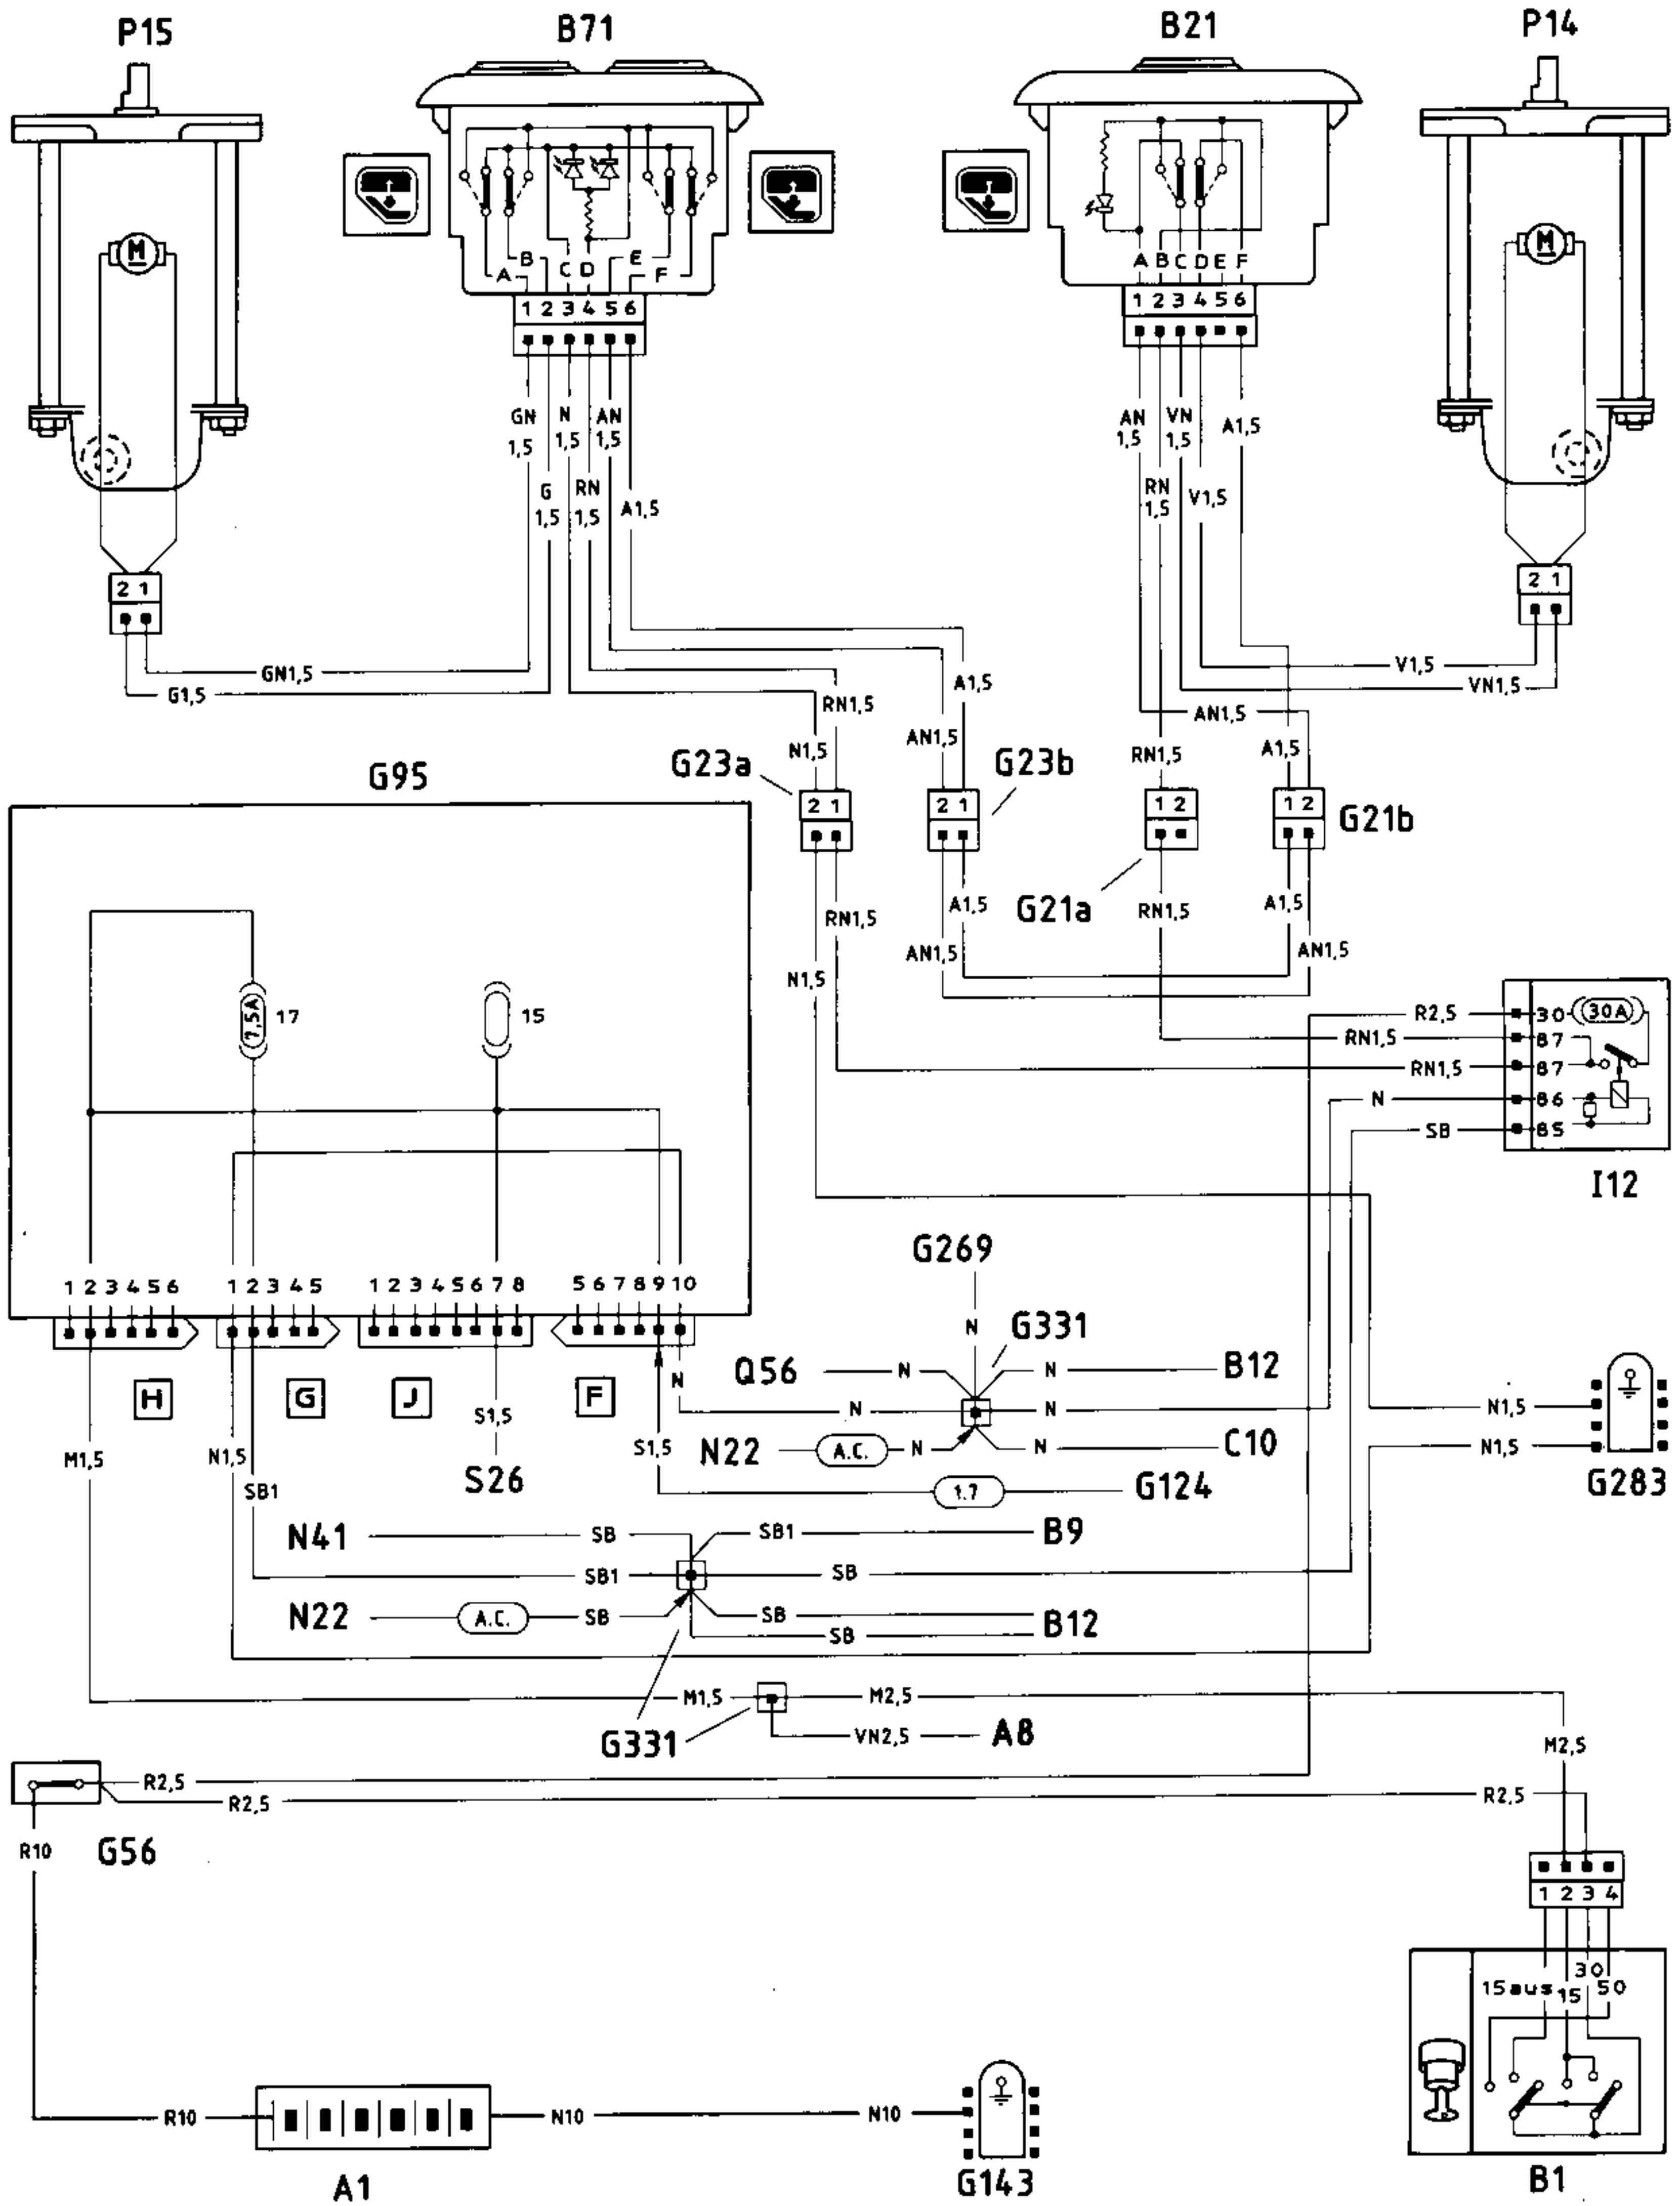 P15
B71
B21
P14
M
M
A B C D E F
A B C D E F
1 2 3 4 5 6
1 2 3 4 5 6
GN
1,5
N
1,5
AN
1,5
G
1,5
RN
1,5
A1,5
AN
1,5
VN
1,5
A1,5
RN
1,5
V1,5
2 1
2 1
GN1,5
G1,5
RN1,5
N1,5
A1,5
AN1,5
V1,5
VN1,5
AN1,5
RN1,5
A1,5
G95
G23a
G23b
2 1
2 1
1 2
1 2
G21b
G21a
RN1,5
N1,5
A1,5
AN1,5
RN1,5
A1,5
AN1,5
7,5A
17
15
R2,5
30
30A
RN1,5
87
RN1,5
87
N
86
SB
85
I12
1 2 3 4 5 6
1 2 3 4 5
1 2 3 4 5 6 7 8
5 6 7 8 9 10
H
G
J
F
G269
N
G331
Q56
N
N
B12
N
N
N
N22
A.C.
N
N
C10
S1,5
S26
S1,5
1.7
G124
M1,5
N1,5
SB1
N1,5
N1,5
G283
N41
SB
SB1
B9
SB1
SB
N22
A.C.
SB
SB
SB
B12
M1,5
M2,5
G331
VN2,5
A8
M2,5
R2,5
R2,5
R2,5
R10
G56
1 2 3 4
30
15aus
15
50
R10
N10
N10
A1
G143
B1